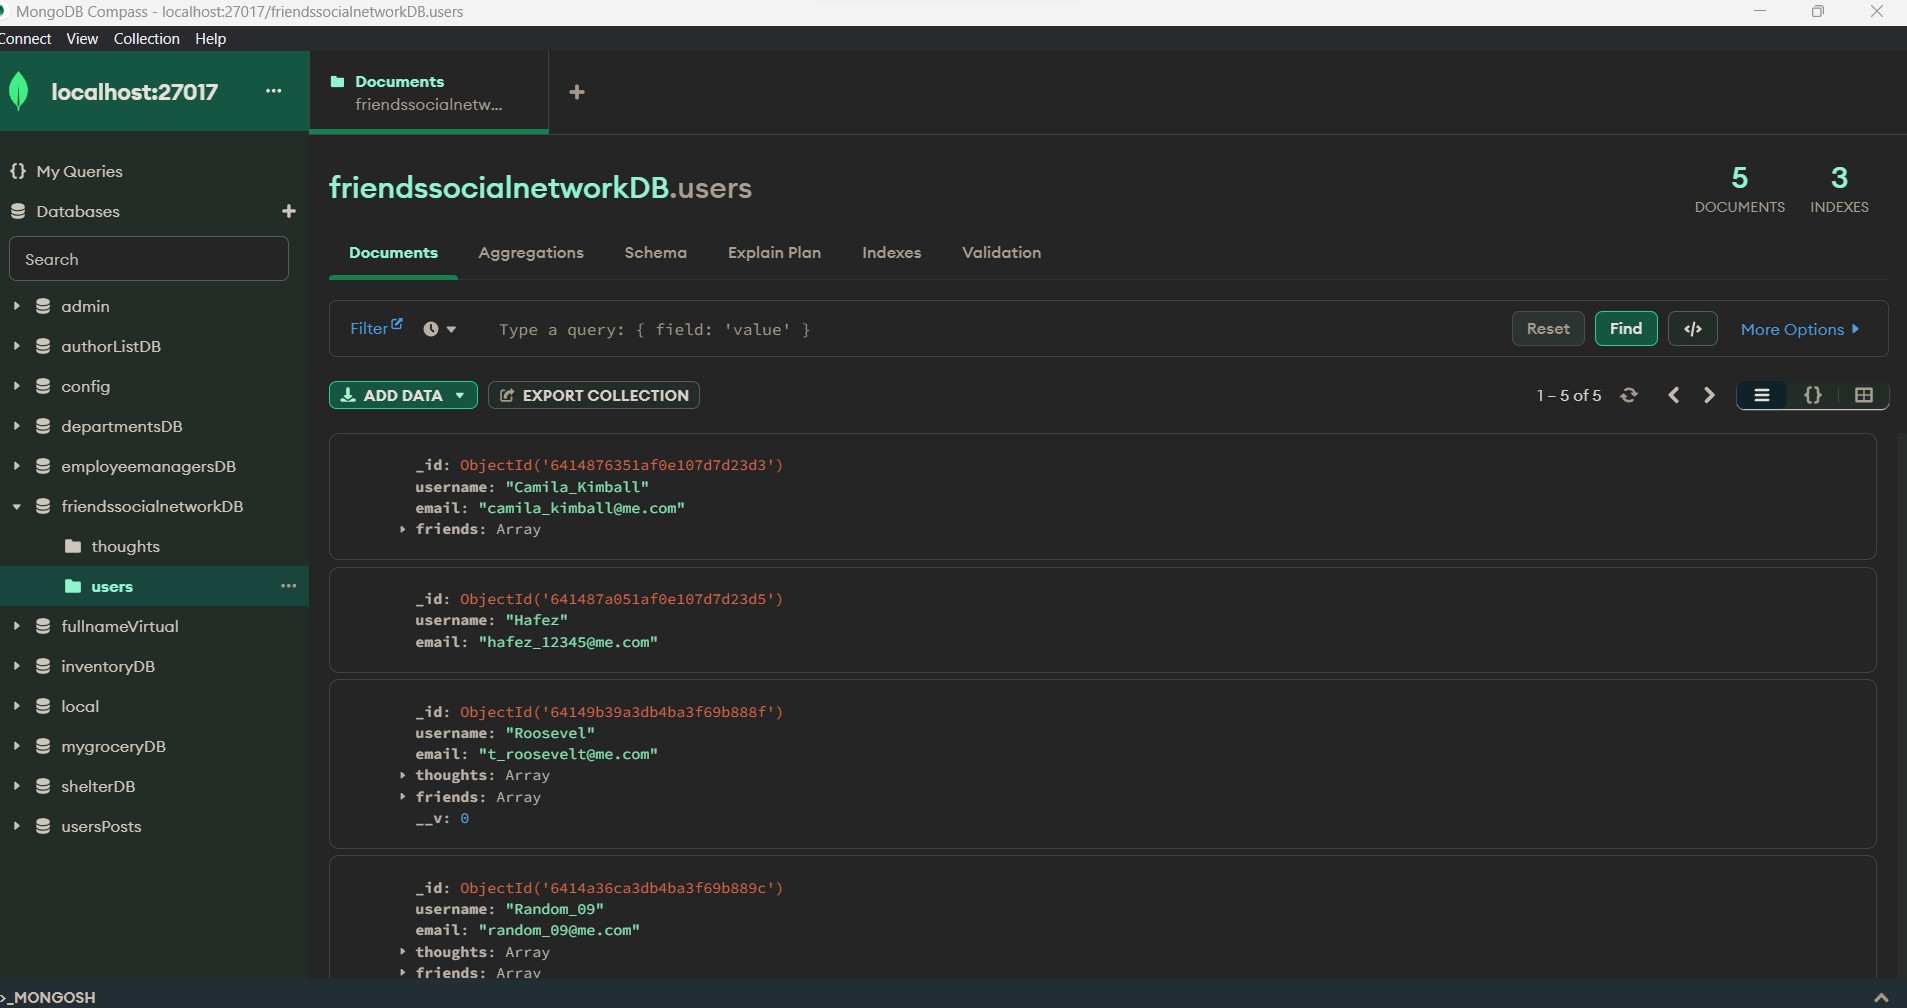 MongoDB Compass - localhost:27017/friendssocialnetworkDB.users
Connect View Collection Help
localhost:27017
...
Documents
friendssocialnetw...
+
{} My Queries
Databases +
Search
admin
authorListDB
config
departmentsDB
employeemanagersDB
friendssocialnetworkDB
thoughts
users ...
fullnameVirtual
inventoryDB
local
mygroceryDB
shelterDB
usersPosts
friendssocialnetworkDB.users
5
DOCUMENTS
3
INDEXES
Documents Aggregations Schema Explain Plan Indexes Validation
Filter Type a query: { field: 'value' } Reset Find </> More Options
ADD DATA EXPORT COLLECTION 1 – 5 of 5 {}
_id: ObjectId('6414876351af0e107d7d23d3')
username: "Camila_Kimball"
email: "camila_kimball@me.com"
friends: Array
_id: ObjectId('641487a051af0e107d7d23d5')
username: "Hafez"
email: "hafez_12345@me.com"
_id: ObjectId('64149b39a3db4ba3f69b888f')
username: "Roosevel"
email: "t_roosevelt@me.com"
thoughts: Array
friends: Array
__v: 0
_id: ObjectId('6414a36ca3db4ba3f69b889c')
username: "Random_09"
email: "random_09@me.com"
thoughts: Array
friends: Array
>_MONGOSH